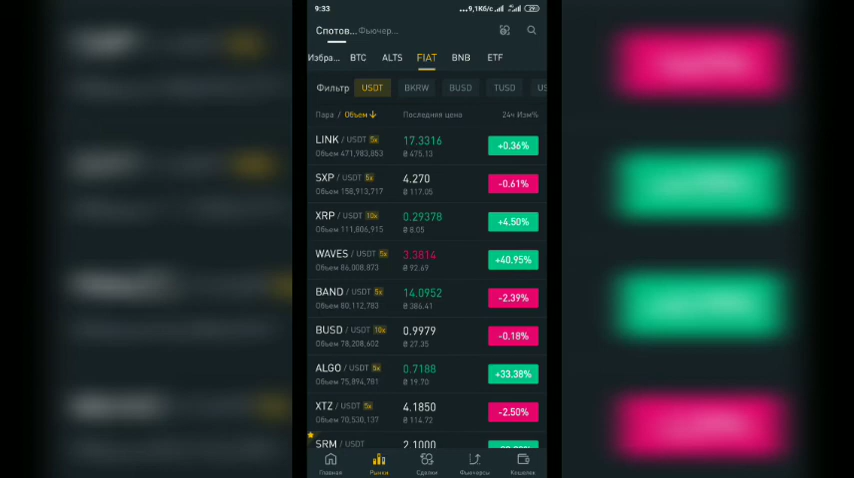 9:33 9,1Кб/с 29
Спотов... Фьючер...
Избра... BTC ALTS FIAT BNB ETF
Фильтр USDT BKRW BUSD TUSD US
Пара / Объем Последняя цена 24ч Изм%
LINK / USDT 5x 17.3316 +0.36%
Объем 471,983,853 ₴ 475.13
SXP / USDT 5x 4.270 -0.61%
Объем 158,913,717 ₴ 117.05
XRP / USDT 10x 0.29378 +4.50%
Объем 111,806,915 ₴ 8.05
WAVES / USDT 5x 3.3814 +40.95%
Объем 86,008,873 ₴ 92.69
BAND / USDT 5x 14.0952 -2.39%
Объем 80,112,783 ₴ 386.41
BUSD / USDT 10x 0.9979 -0.18%
Объем 78,208,602 ₴ 27.35
ALGO / USDT 5x 0.7188 +33.38%
Объем 75,894,781 ₴ 19.70
XTZ / USDT 5x 4.1850 -2.50%
Объем 70,530,137 ₴ 114.72
SRM / USDT 2.1000
Главная Рынки Сделки Фьючерсы Кошелек